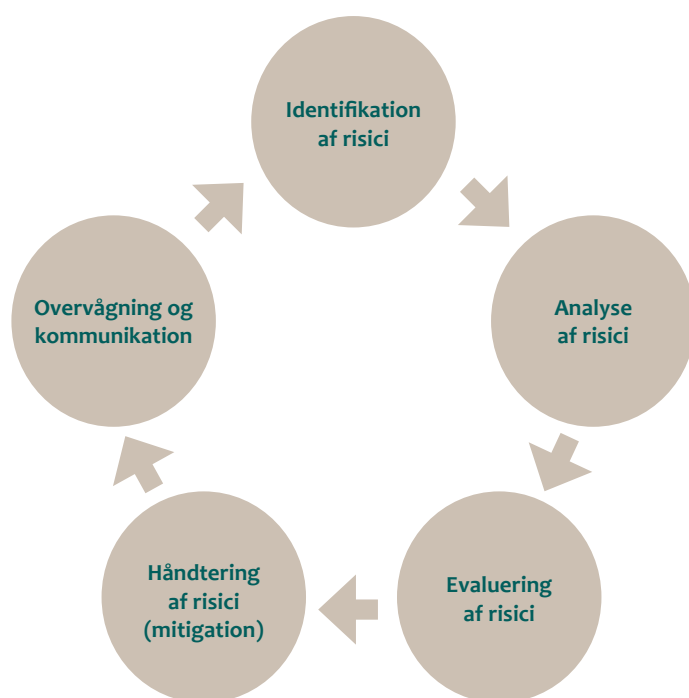 Identifikation
af risici
Analyse
af risici
Evaluering
af risici
Håndtering
af risici
(mitigation)
Overvågning og
kommunikation